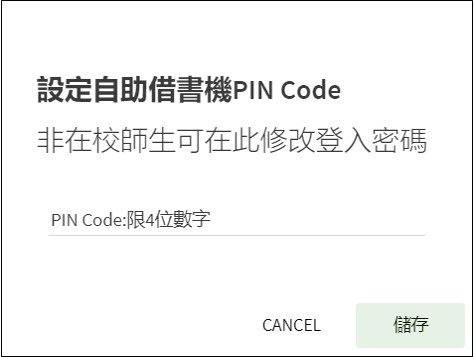 設定自助借書機PIN Code
非在校師生可在此修改登入密碼
PIN Code:限4位數字
CANCEL 儲存